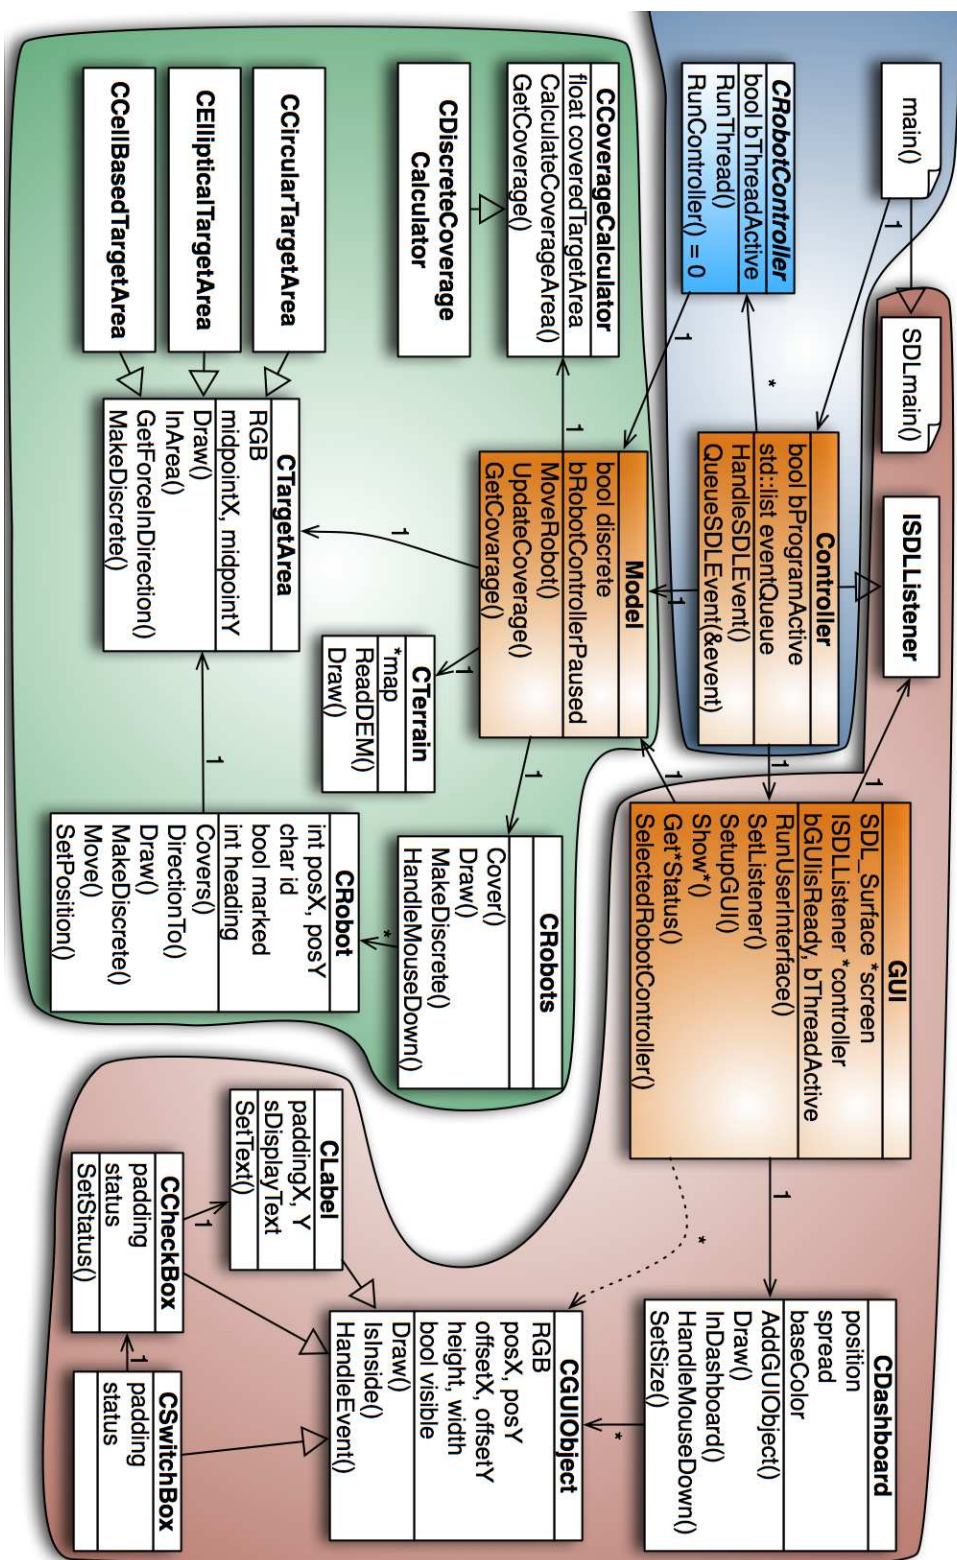 main()
SDLmain()
1
ISDLListener
CRobotController
bool bThreadActive
RunThread()
RunController() = 0
*
Controller
bool bProgramActive
std::list eventQueue
HandleSDLEvent()
QueueSDLEvent(&event)
1
1
1
1
1
GUI
SDL_Surface *screen
ISDLListener *controller
bGUIisReady, bThreadActive
RunUserInterface()
SetListener()
SetupGUI()
Show*()
Get*Status()
SelectedRobotController()
1
*
CDashboard
position
spread
baseColor
AddGUIObject()
Draw()
InDashboard()
HandleMouseDown()
SetSize()
*
CCoverageCalculator
float coveredTargetArea
CalculateCoverageArea()
GetCoverage()
CDiscreteCoverage
Calculator
1
Model
bool discrete
bRobotControllerPaused
MoveRobot()
UpdateCoverage()
GetCovarage()
1
1
1
CRobots
Cover()
Draw()
MakeDiscrete()
HandleMouseDown()
*
CTerrain
*map
ReadDEM()
Draw()
CCircularTargetArea
CEllipticalTargetArea
CCellBasedTargetArea
CTargetArea
RGB
midpointX, midpointY
Draw()
InArea()
GetForceInDirection()
MakeDiscrete()
1
CRobot
int posX, posY
char id
bool marked
int heading
Covers()
DirectionTo()
Draw()
MakeDiscrete()
Move()
SetPosition()
CGUIObject
RGB
posX, posY
offsetX, offsetY
height, width
bool visible
Draw()
IsInside()
HandleEvent()
CLabel
paddingX, Y
sDisplayText
SetText()
1
CCheckBox
padding
status
SetStatus()
1
CSwitchBox
padding
status